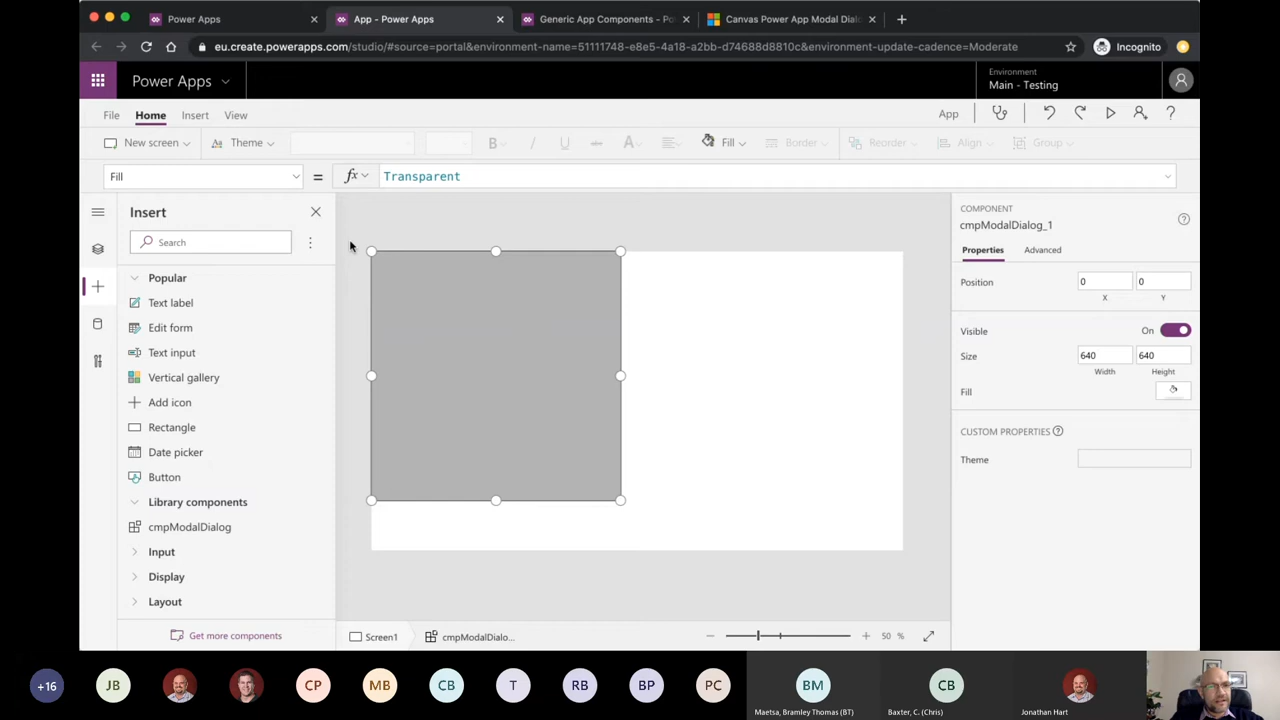 Power Apps
App - Power Apps
Generic App Components - Po
Canvas Power App Modal Dial
eu.create.powerapps.com/studio/#source=portal&environment-name=51111748-e8e5-4a18-a2bb-d74688d8810c&environment-update-cadence=Moderate
Incognito
Power Apps
Environment
Main - Testing
File
Home
Insert
View
App
New screen
Theme
B
I
U
abc
A
Fill
Border
Reorder
Align
Group
Fill
=
fx
Transparent
Insert
Search
Popular
Text label
Edit form
Text input
Vertical gallery
Add icon
Rectangle
Date picker
Button
Library components
cmpModalDialog
Input
Display
Layout
Get more components
Screen1
cmpModalDialo...
50 %
COMPONENT
cmpModalDialog_1
Properties
Advanced
Position
0
0
X
Y
Visible
On
Size
640
640
Width
Height
Fill
CUSTOM PROPERTIES
Theme
+16
JB
CP
MB
CB
T
RB
BP
PC
BM
Maetsa, Bramley Thomas (BT)
CB
Baxter, C. (Chris)
Jonathan Hart